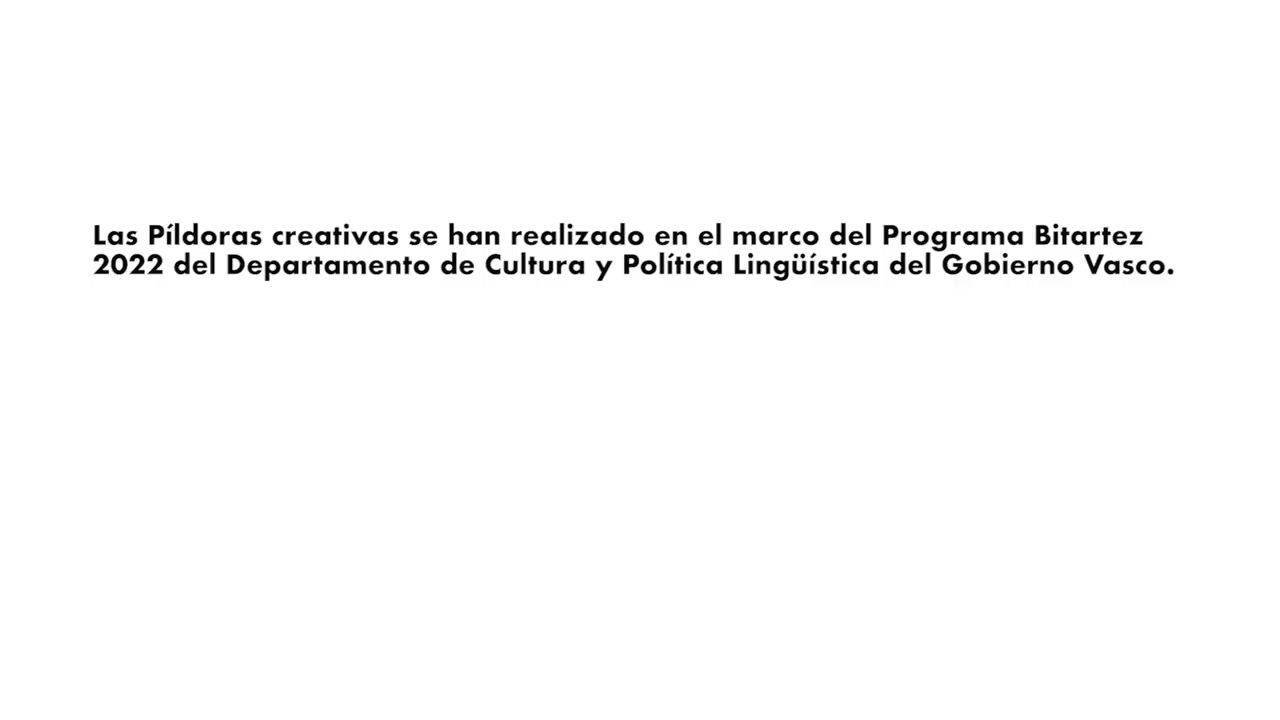 Las Píldoras creativas se han realizado en el marco del Programa Bitartez
2022 del Departamento de Cultura y Política Lingüística del Gobierno Vasco.